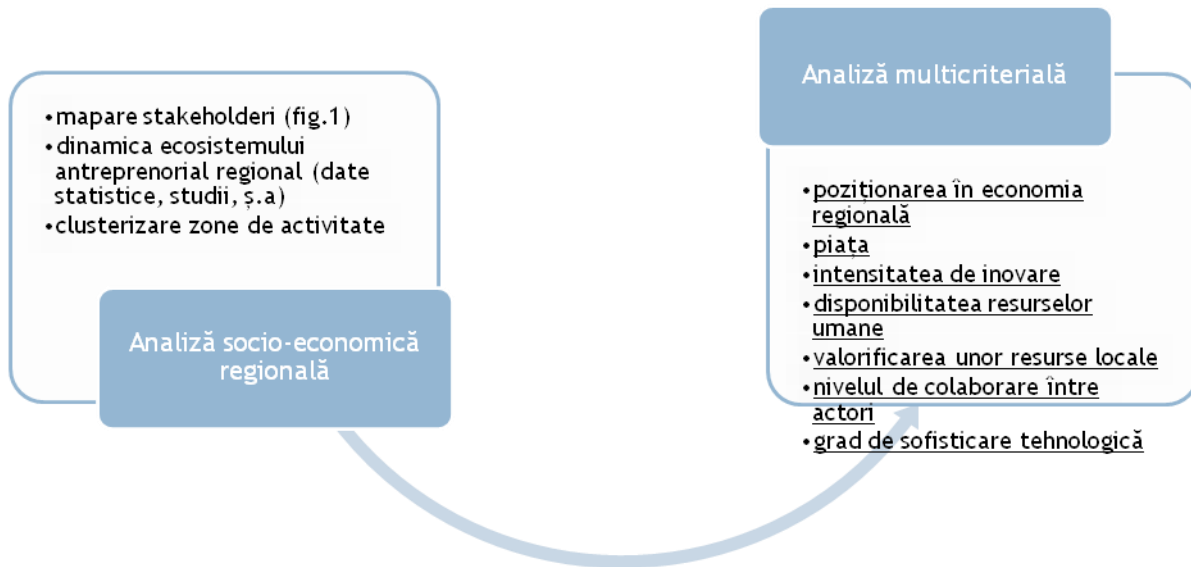 •mapare stakeholderi (fig.1)
•dinamica ecosistemului
antreprenorial regional (date
statistice, studii, ș.a)
•clusterizare zone de activitate
Analiză socio-economică
regională
Analiză multicriterială
•poziționarea în economia
regională
•piața
•intensitatea de inovare
•disponibilitatea resurselor
umane
•valorificarea unor resurse locale
•nivelul de colaborare între
actori
•grad de sofisticare tehnologică